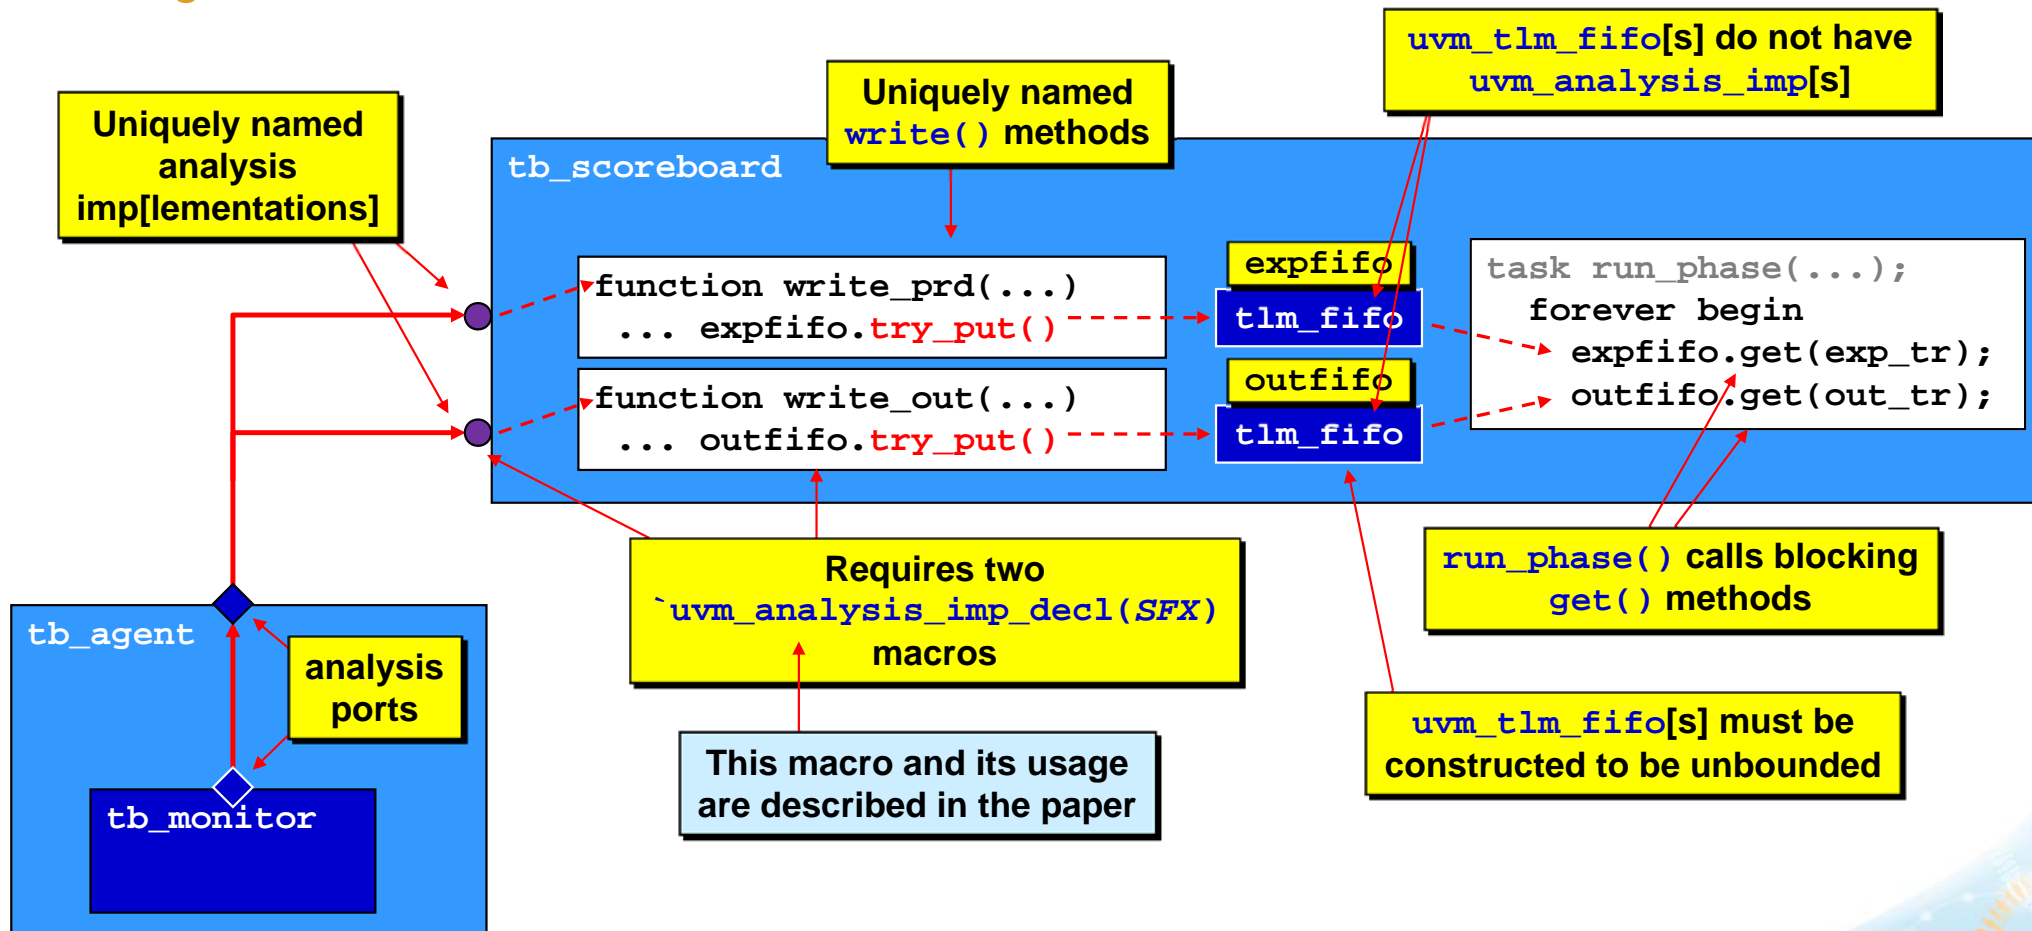 uvm_tlm_fifo[s] do not have
uvm_analysis_imp[s]
Uniquely named
write() methods
Uniquely named
analysis
imp[lementations]
tb_scoreboard
function write_prd(...)
... expfifo.try_put()
expfifo
tlm_fifo
function write_out(...)
... outfifo.try_put()
outfifo
tlm_fifo
task run_phase(...);
forever begin
expfifo.get(exp_tr);
outfifo.get(out_tr);
Requires two
`uvm_analysis_imp_decl(SFX)
macros
run_phase() calls blocking
get() methods
tb_agent
analysis
ports
tb_monitor
This macro and its usage
are described in the paper
uvm_tlm_fifo[s] must be
constructed to be unbounded